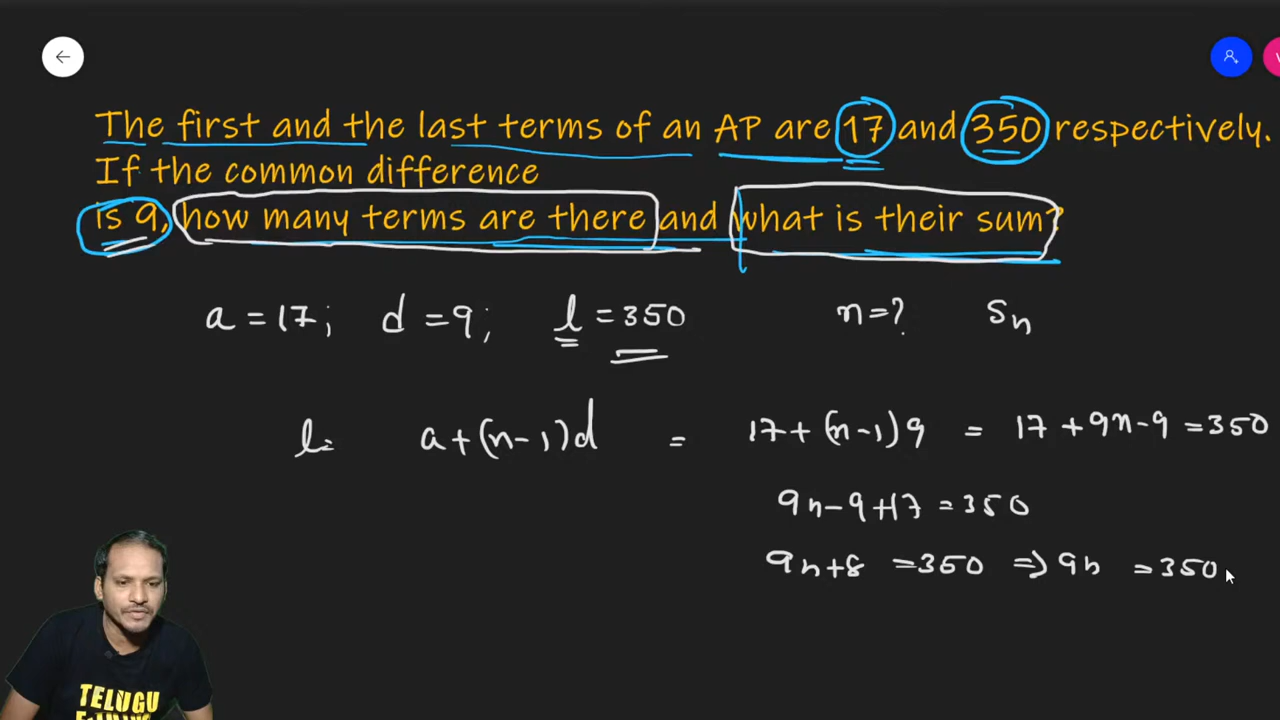 The first and the last terms of an AP are 17 and 350 respectively.
If the common difference
is 9, how many terms are there and what is their sum?
a = 17; d = 9; l = 350 n = ? Sn
l = a + (n - 1)d = 17 + (n - 1)9 = 17 + 9n - 9 = 350
9n - 9 + 17 = 350
9n + 8 = 350 ⇒ 9n = 350
TELUGU